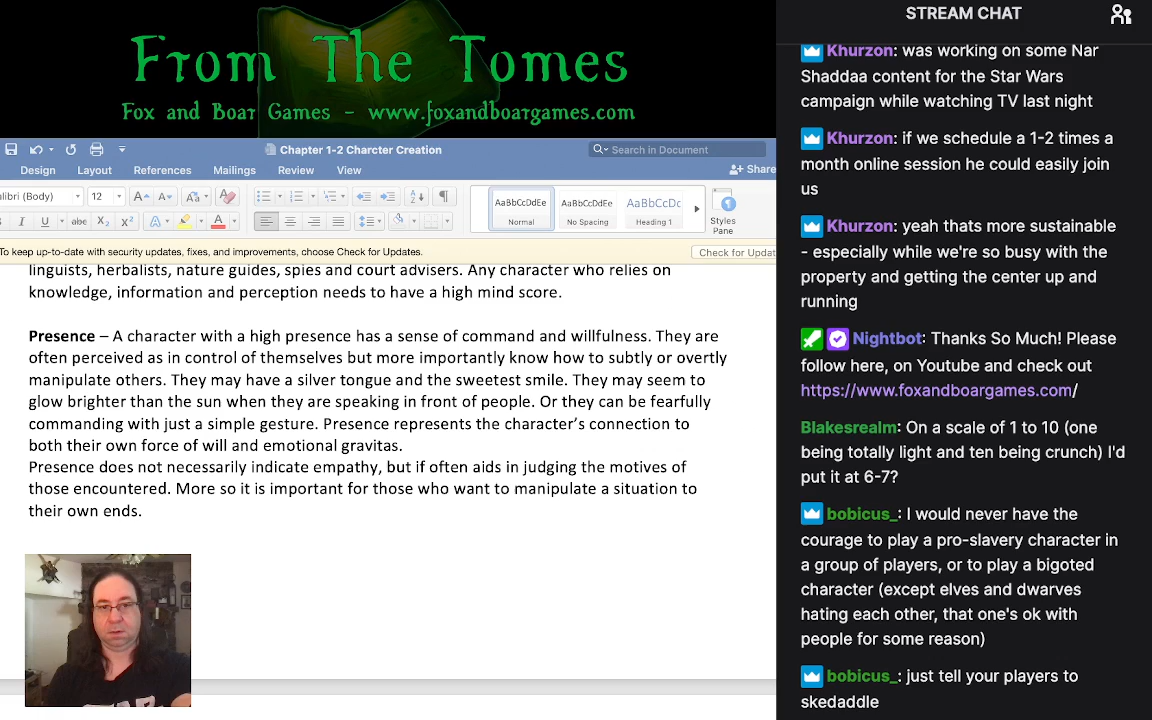 From The Tomes
Fox and Boar Games - www.foxandboargames.com
Chapter 1-2 Charcter Creation
Search in Document
Design Layout References Mailings Review View
Share
alibri (Body) 12
AaBbCcDdEe AaBbCcDdEe AaBbCcDc
Normal No Spacing Heading 1
Styles
Pane
I U abc X2 X2 A A
To keep up-to-date with security updates, fixes, and improvements, choose Check for Updates.
Check for Updat
linguists, herbalists, nature guides, spies and court advisers. Any character who relies on
knowledge, information and perception needs to have a high mind score.
Presence – A character with a high presence has a sense of command and willfulness. They are
often perceived as in control of themselves but more importantly know how to subtly or overtly
manipulate others. They may have a silver tongue and the sweetest smile. They may seem to
glow brighter than the sun when they are speaking in front of people. Or they can be fearfully
commanding with just a simple gesture. Presence represents the character's connection to
both their own force of will and emotional gravitas.
Presence does not necessarily indicate empathy, but if often aids in judging the motives of
those encountered. More so it is important for those who want to manipulate a situation to
their own ends.
STREAM CHAT
Khurzon: was working on some Nar
Shaddaa content for the Star Wars
campaign while watching TV last night
Khurzon: if we schedule a 1-2 times a
month online session he could easily join
us
Khurzon: yeah thats more sustainable
- especially while we're so busy with the
property and getting the center up and
running
Nightbot: Thanks So Much! Please
follow here, on Youtube and check out
https://www.foxandboargames.com/
Blakesrealm: On a scale of 1 to 10 (one
being totally light and ten being crunch) I'd
put it at 6-7?
bobicus_: I would never have the
courage to play a pro-slavery character in
a group of players, or to play a bigoted
character (except elves and dwarves
hating each other, that one's ok with
people for some reason)
bobicus_: just tell your players to
skedaddle